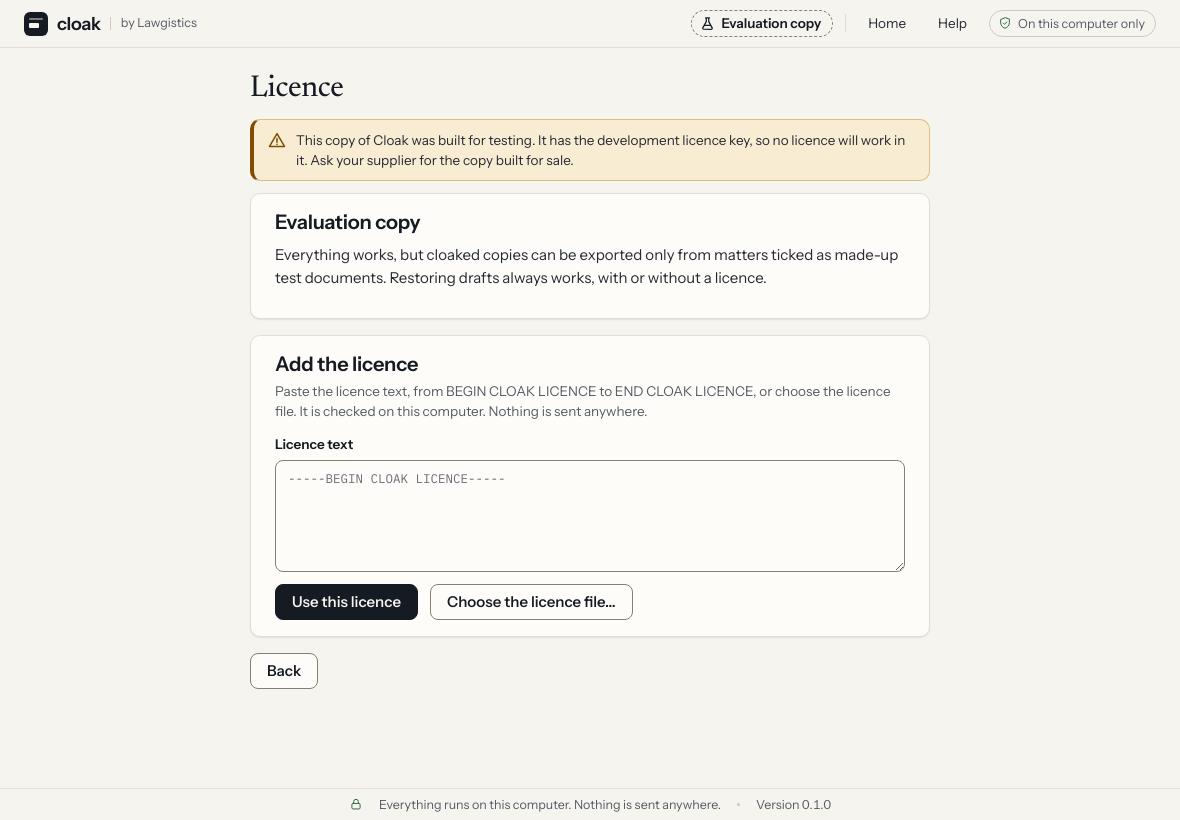 cloak
by Lawgistics
Evaluation copy
Home
Help
On this computer only
Licence
This copy of Cloak was built for testing. It has the development licence key, so no licence will work in
it. Ask your supplier for the copy built for sale.
Evaluation copy
Everything works, but cloaked copies can be exported only from matters ticked as made-up
test documents. Restoring drafts always works, with or without a licence.
Add the licence
Paste the licence text, from BEGIN CLOAK LICENCE to END CLOAK LICENCE, or choose the licence
file. It is checked on this computer. Nothing is sent anywhere.
Licence text
-----BEGIN CLOAK LICENCE-----
Use this licence
Choose the licence file…
Back
Everything runs on this computer. Nothing is sent anywhere.
Version 0.1.0